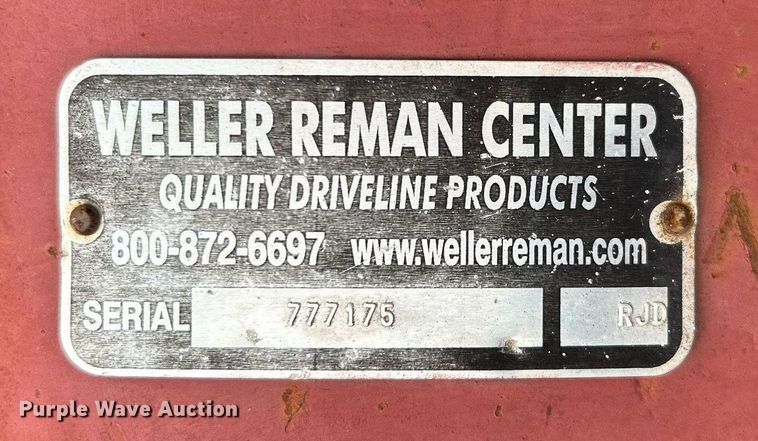 WELLER REMAN CENTER
QUALITY DRIVELINE PRODUCTS
800-872-6697 www.wellerreman.com
SERIAL 777175 RJD
Purple Wave Auction